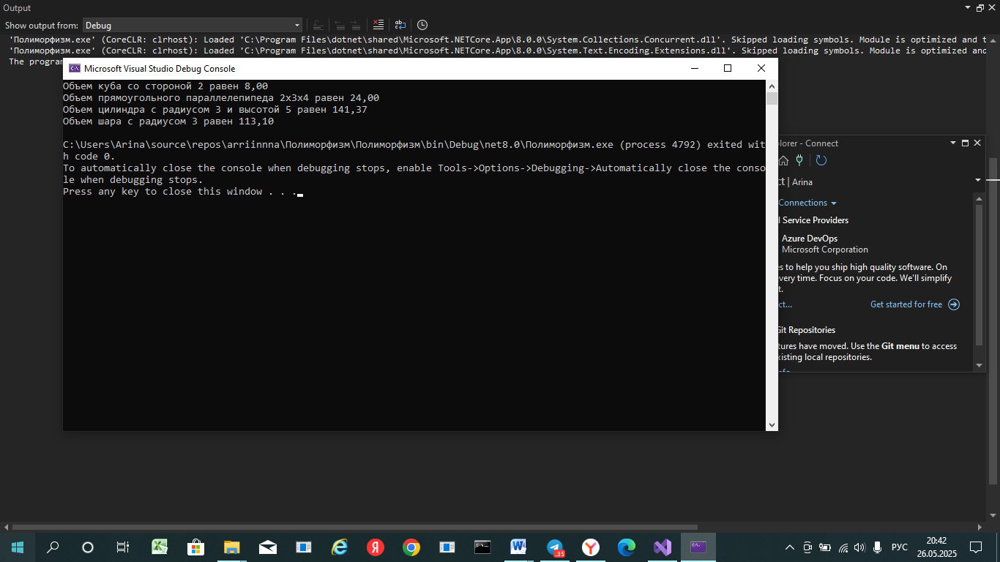 Output
Show output from: Debug
'Полиморфизм.exe' (CoreCLR: clrhost): Loaded 'C:\Program Files\dotnet\shared\Microsoft.NETCore.App\8.0.0\System.Collections.Concurrent.dll'. Skipped loading symbols. Module is optimized and t
'Полиморфизм.exe' (CoreCLR: clrhost): Loaded 'C:\Program Files\dotnet\shared\Microsoft.NETCore.App\8.0.0\System.Text.Encoding.Extensions.dll'. Skipped loading symbols. Module is optimized and
The program
Microsoft Visual Studio Debug Console
Объем куба со стороной 2 равен 8,00
Объем прямоугольного параллелепипеда 2x3x4 равен 24,00
Объем цилиндра с радиусом 3 и высотой 5 равен 141,37
Объем шара с радиусом 3 равен 113,10
C:\Users\Arina\source\repos\arriinnna\Полиморфизм\Полиморфизм\bin\Debug\net8.0\Полиморфизм.exe (process 4792) exited wit
h code 0.
To automatically close the console when debugging stops, enable Tools->Options->Debugging->Automatically close the conso
le when debugging stops.
Press any key to close this window . . .
plorer - Connect
ct | Arina
Connections
l Service Providers
Azure DevOps
Microsoft Corporation
es to help you ship high quality software. On
every time. Focus on your code. We'll simplify
t.
ct... Get started for free
Git Repositories
tures have moved. Use the Git menu to access
xisting local repositories.
35
РУС
20:42
26.05.2025